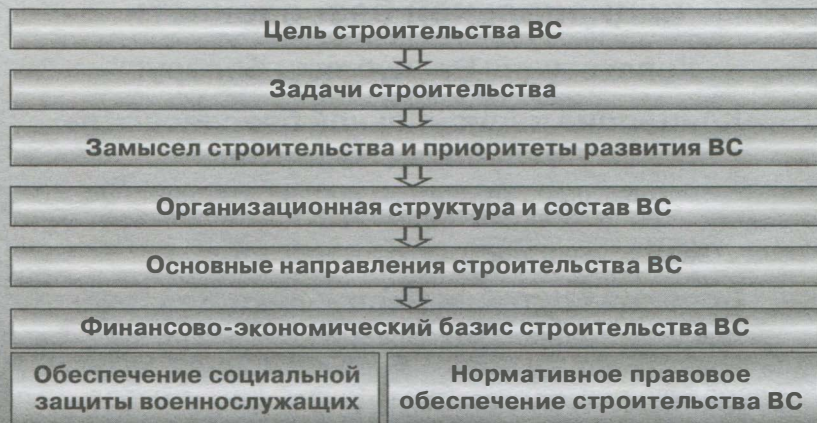 Цель строительства ВС
Задачи строительства
Замысел строительства и приоритеты развития ВС
Организационная структура и состав ВС
Основные направления строительства ВС
Финансово-экономический базис строительства ВС
Обеспечение социальной
защиты военнослужащих
Нормативное правовое
обеспечение строительства ВС